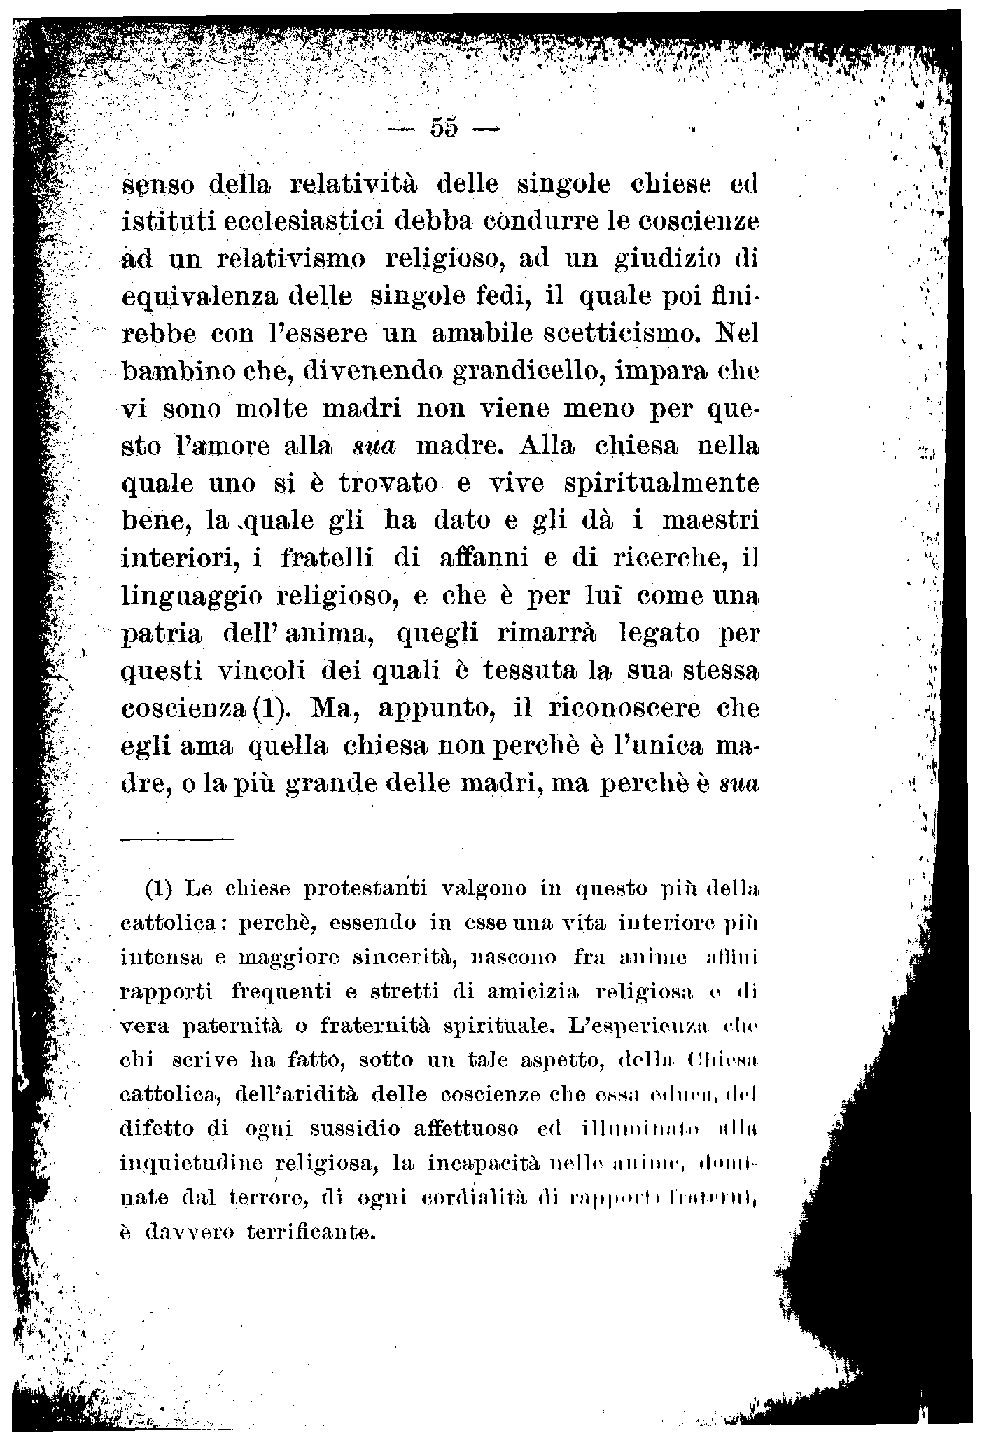 — 55 —
senso della relatività delle singole chiese ed
istituti ecclesiastici debba condurre le coscienze
ad un relativismo religioso, ad un giudizio di
equivalenza delle singole fedi, il quale poi fini-
rebbe con l'essere un amabile scetticismo. Nel
bambino che, divenendo grandicello, impara che
vi sono molte madri non viene meno per que-
sto l'amore alla sua madre. Alla chiesa nella
quale uno si è trovato e vive spiritualmente
bene, la quale gli ha dato e gli dà i maestri
interiori, i fratelli di affanni e di ricerche, il
linguaggio religioso, e che è per lui come una
patria dell'anima, quegli rimarrà legato per
questi vincoli dei quali è tessuta la sua stessa
coscienza (1). Ma, appunto, il riconoscere che
egli ama quella chiesa non perchè è l'unica ma-
dre, o la più grande delle madri, ma perchè è sua
(1) Le chiese protestanti valgono in questo più della
cattolica: perchè, essendo in esse una vita interiore più
intensa e maggiore sincerità, nascono fra anime affini
rapporti frequenti e stretti di amicizia religiosa e di
vera paternità o fraternità spirituale. L'esperienza che
chi scrive ha fatto, sotto un tale aspetto, della Chiesa
cattolica, dell'aridità delle coscienze che essa educa, del
difetto di ogni sussidio affettuoso ed illuminato alla
inquietudine religiosa, la incapacità nelle anime, domi-
nate dal terrore, di ogni cordialità di rapporti fraterni,
è davvero terrificante.